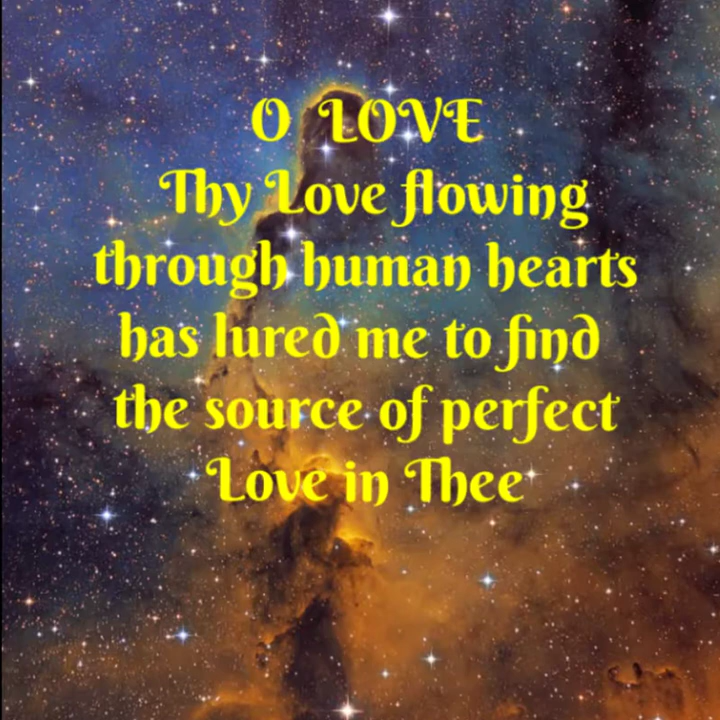 O LOVE
Thy Love flowing
through human hearts
has lured me to find
the source of perfect
Love in Thee